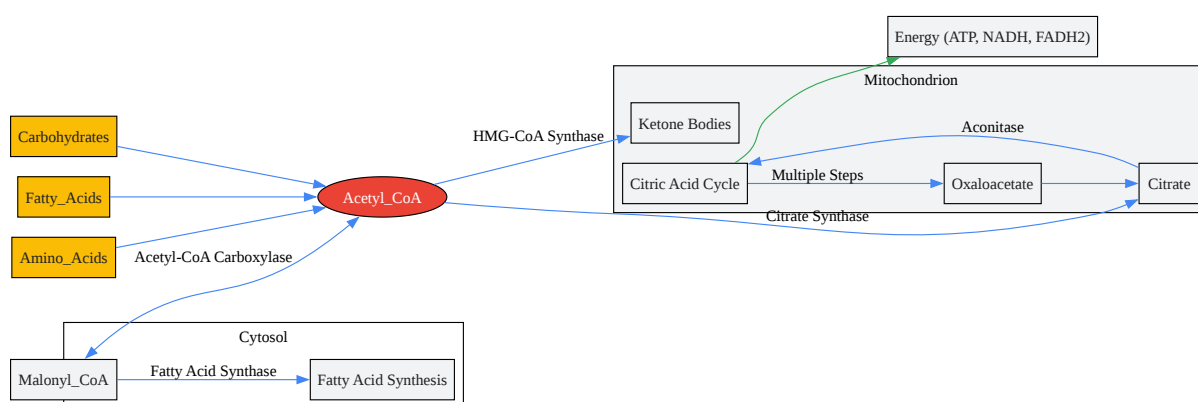 Energy (ATP, NADH, FADH2)
Mitochondrion
Carbohydrates
HMG-CoA Synthase
Ketone Bodies
Aconitase
Fatty_Acids
Acetyl_CoA
Citric Acid Cycle
Multiple Steps
Oxaloacetate
Citrate
Citrate Synthase
Amino_Acids
Acetyl-CoA Carboxylase
Cytosol
Malonyl_CoA
Fatty Acid Synthase
Fatty Acid Synthesis